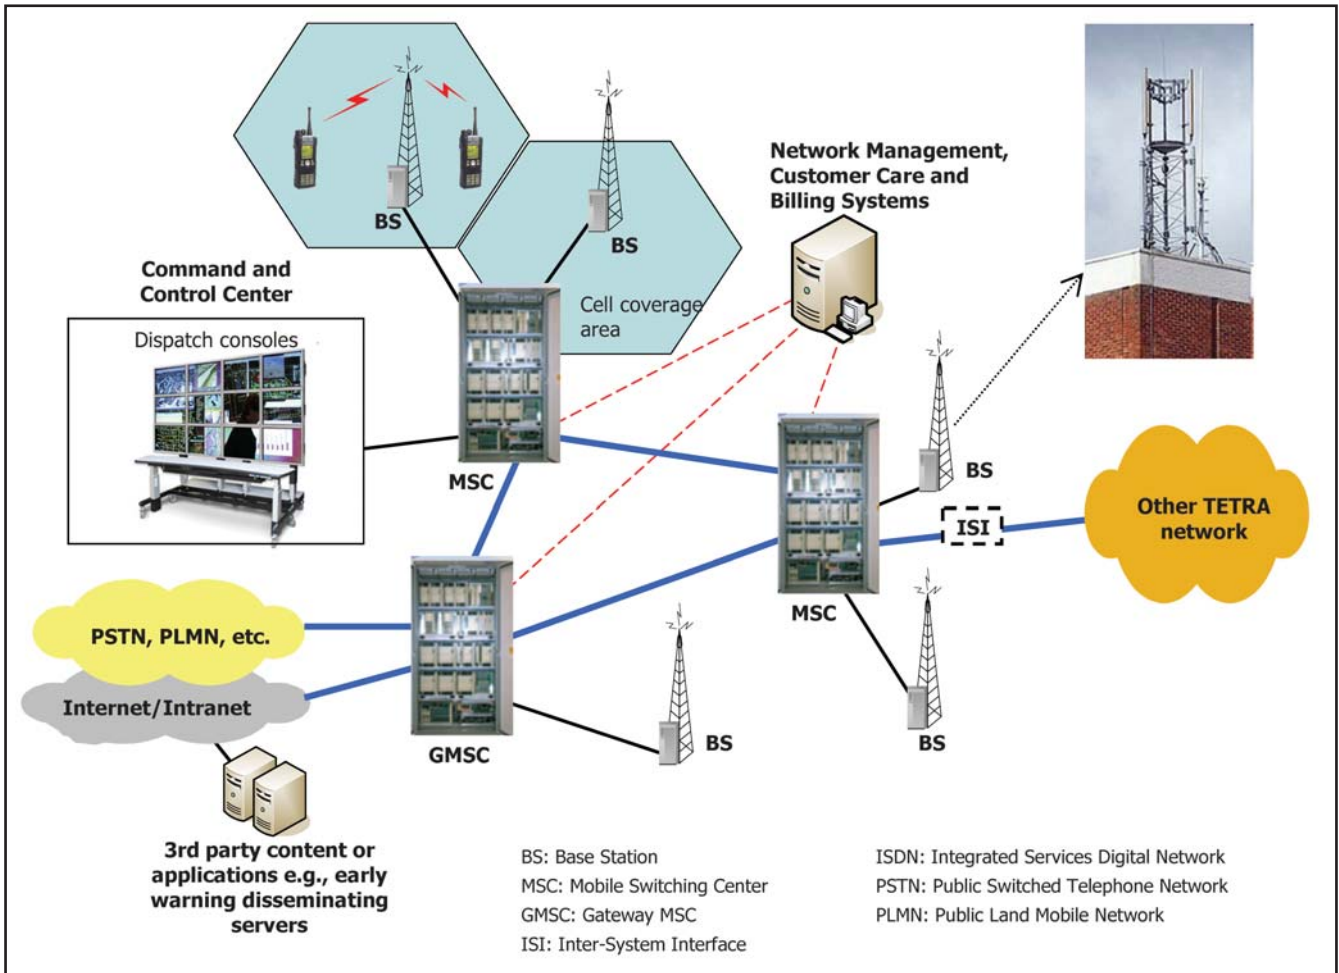 BS
BS
Network Management,
Customer Care and
Billing Systems
Command and
Control Center
Dispatch consoles
Cell coverage
area
MSC
BS
ISI
Other TETRA
network
MSC
PSTN, PLMN, etc.
Internet/Intranet
GMSC
BS
BS
3rd party content or
applications e.g., early
warning disseminating
servers
BS: Base Station
MSC: Mobile Switching Center
GMSC: Gateway MSC
ISI: Inter-System Interface
ISDN: Integrated Services Digital Network
PSTN: Public Switched Telephone Network
PLMN: Public Land Mobile Network